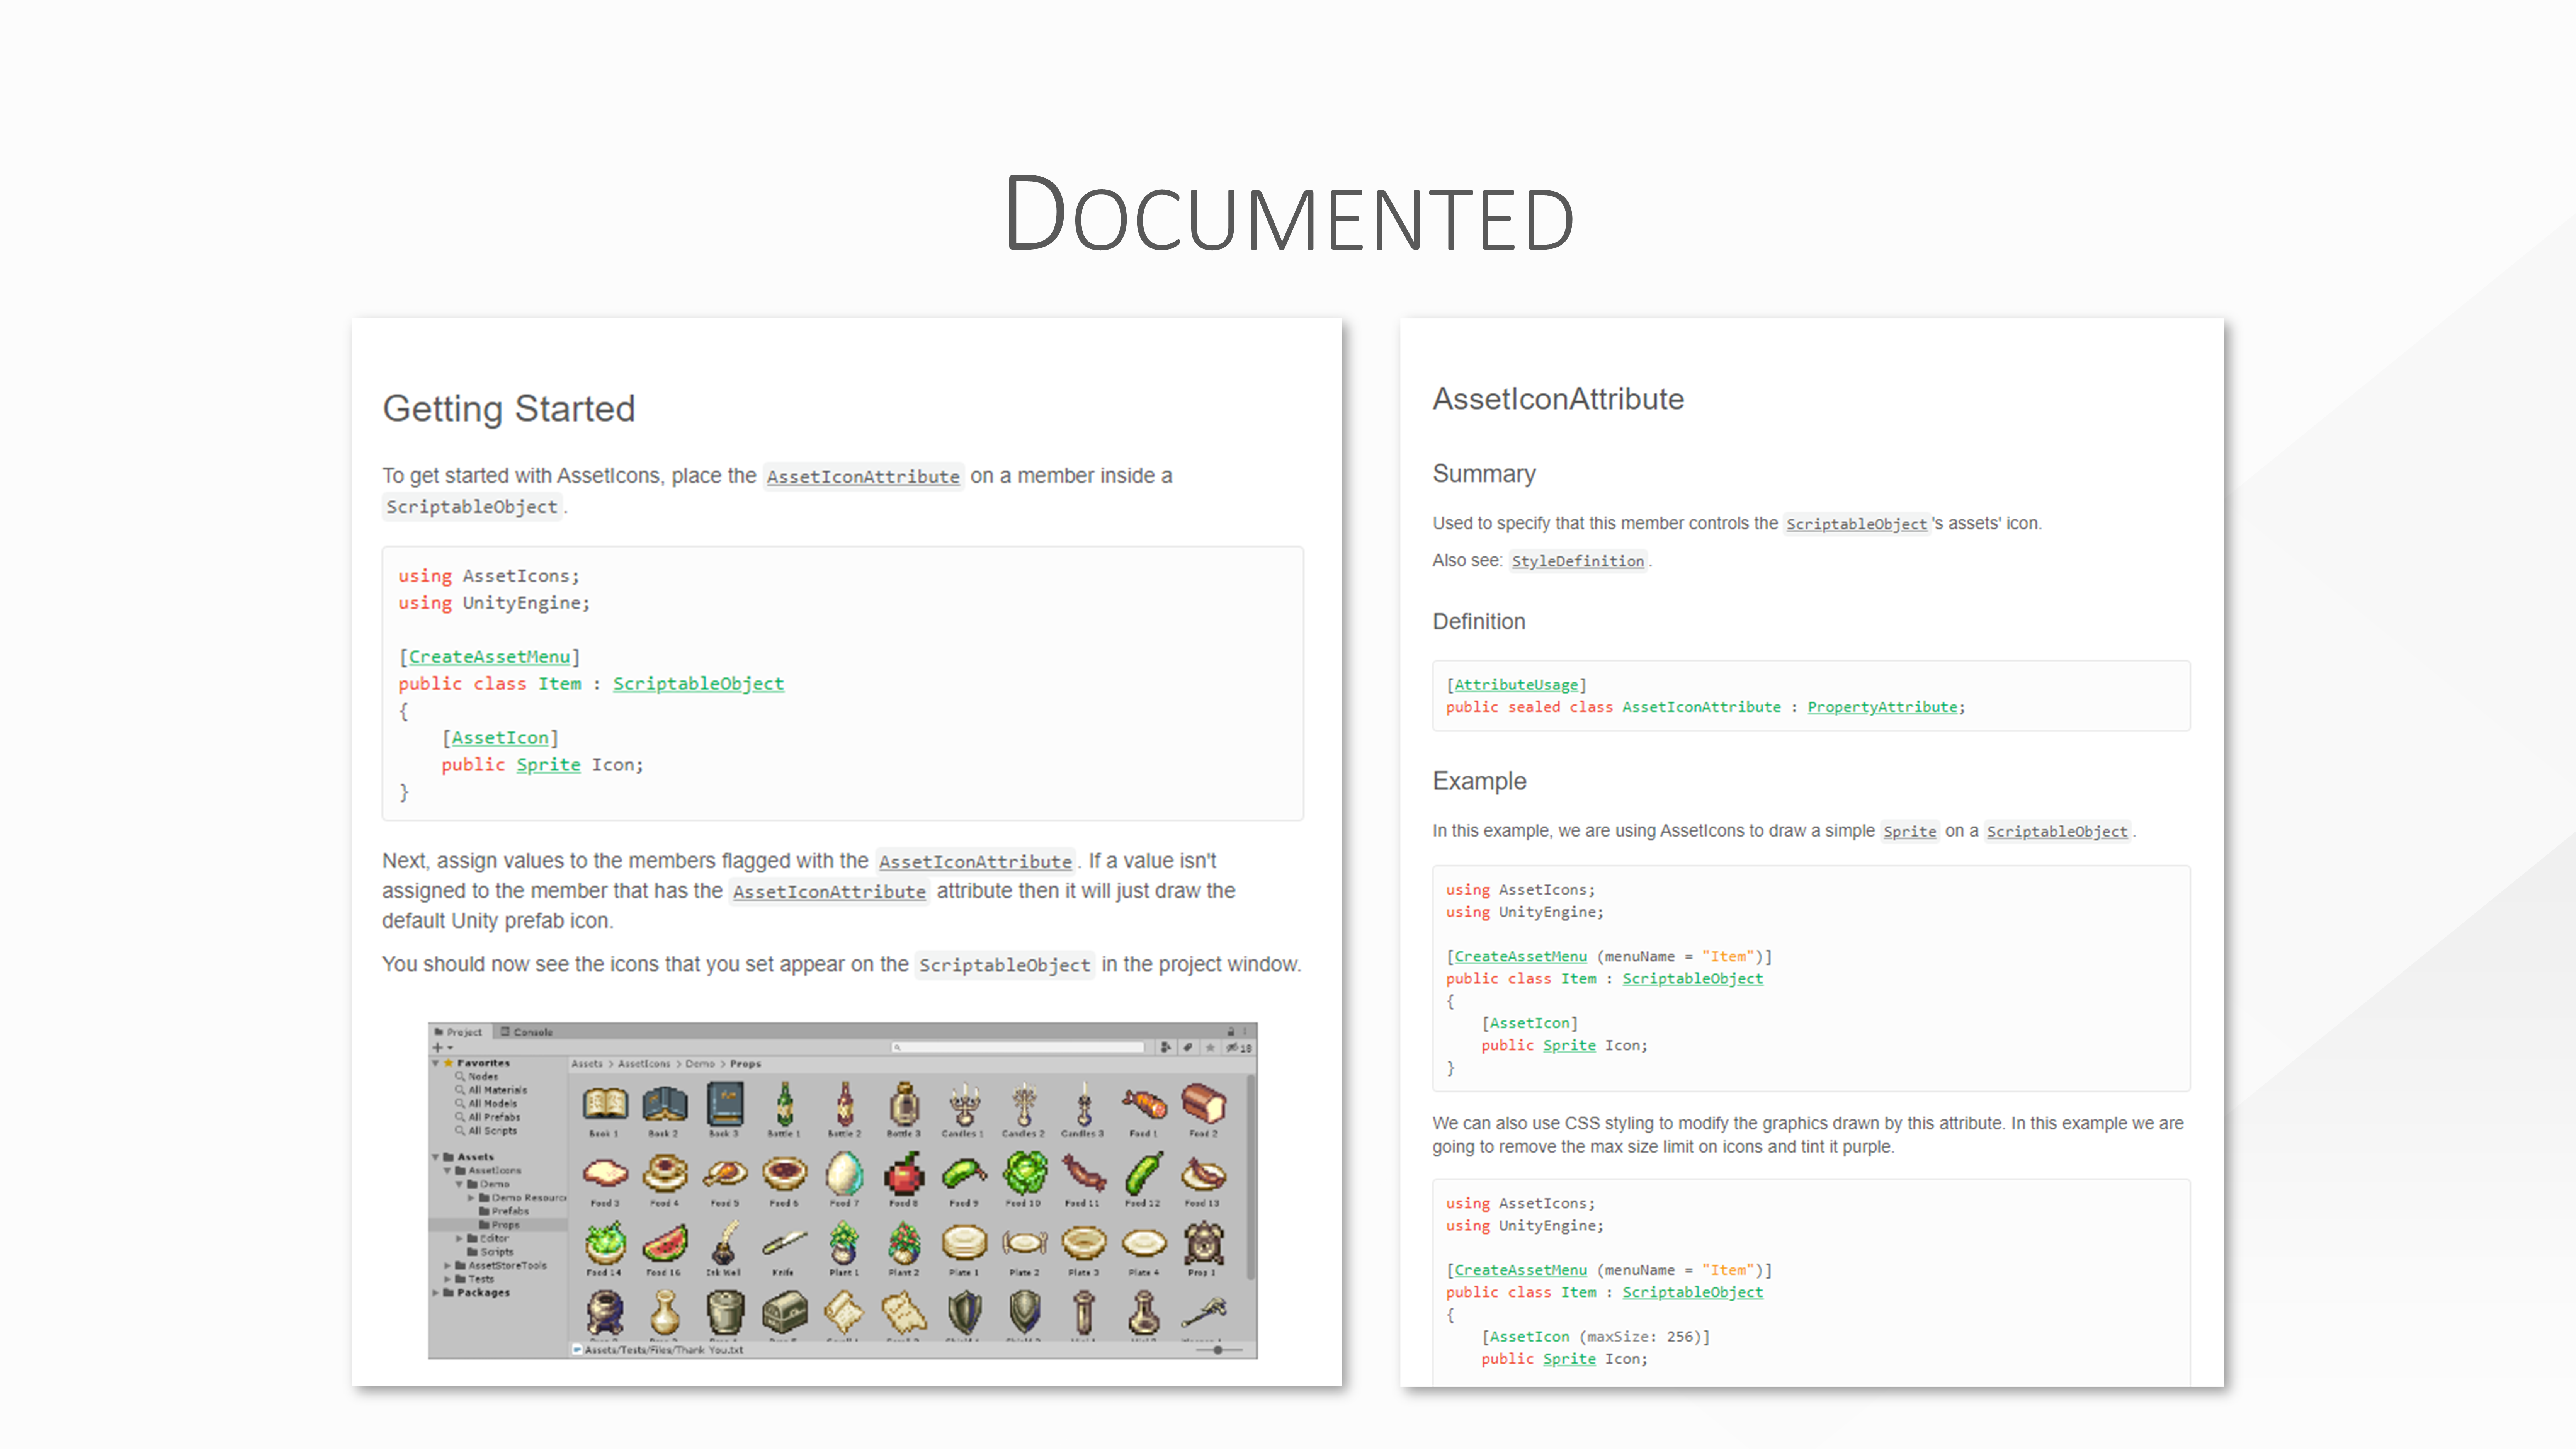 DOCUMENTED
Getting Started
To get started with AssetIcons, place the AssetIconAttribute on a member inside a
ScriptableObject.
using AssetIcons;
using UnityEngine;
[CreateAssetMenu]
public class Item : ScriptableObject
{
[AssetIcon]
public Sprite Icon;
}
Next, assign values to the members flagged with the AssetIconAttribute. If a value isn't
assigned to the member that has the AssetIconAttribute attribute then it will just draw the
default Unity prefab icon.
You should now see the icons that you set appear on the ScriptableObject in the project window.
Project Console
18
Favorites
Nodes
All Materials
All Models
All Prefabs
All Scripts
Assets
AssetIcons
Demo
Demo Resourc
Prefabs
Props
Editor
Scripts
AssetStoreTools
Tests
Packages
Assets > AssetIcons > Demo > Props
Book 1 Book 2 Book 3 Bottle 1 Bottle 2 Bottle 3 Candles 1 Candles 2 Candles 3 Food 1 Food 2
Food 3 Food 4 Food 5 Food 6 Food 7 Food 8 Food 9 Food 10 Food 11 Food 12 Food 13
Food 14 Food 16 Ink Well Knife Plant 1 Plant 2 Plate 1 Plate 2 Plate 3 Plate 4 Prop 1
Assets/Tests/Files/Thank You.txt
AssetIconAttribute
Summary
Used to specify that this member controls the ScriptableObject's assets' icon.
Also see: StyleDefinition.
Definition
[AttributeUsage]
public sealed class AssetIconAttribute : PropertyAttribute;
Example
In this example, we are using AssetIcons to draw a simple Sprite on a ScriptableObject.
using AssetIcons;
using UnityEngine;
[CreateAssetMenu (menuName = "Item")]
public class Item : ScriptableObject
{
[AssetIcon]
public Sprite Icon;
}
We can also use CSS styling to modify the graphics drawn by this attribute. In this example we are
going to remove the max size limit on icons and tint it purple.
using AssetIcons;
using UnityEngine;
[CreateAssetMenu (menuName = "Item")]
public class Item : ScriptableObject
{
[AssetIcon (maxSize: 256)]
public Sprite Icon;